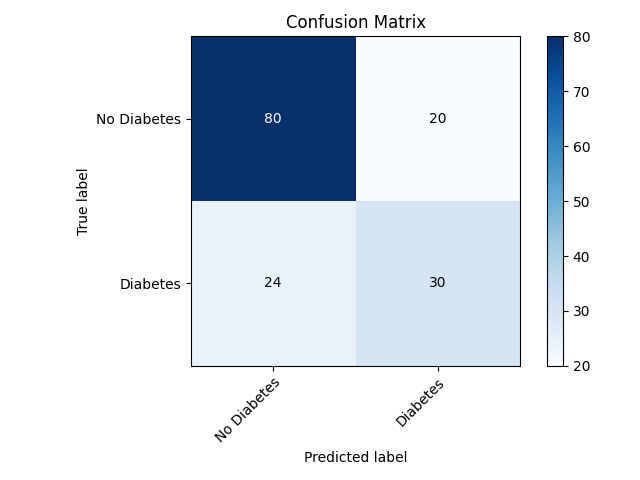 Confusion Matrix
True label
No Diabetes
Diabetes
80
20
24
30
No Diabetes
Diabetes
Predicted label
80
70
60
50
40
30
20